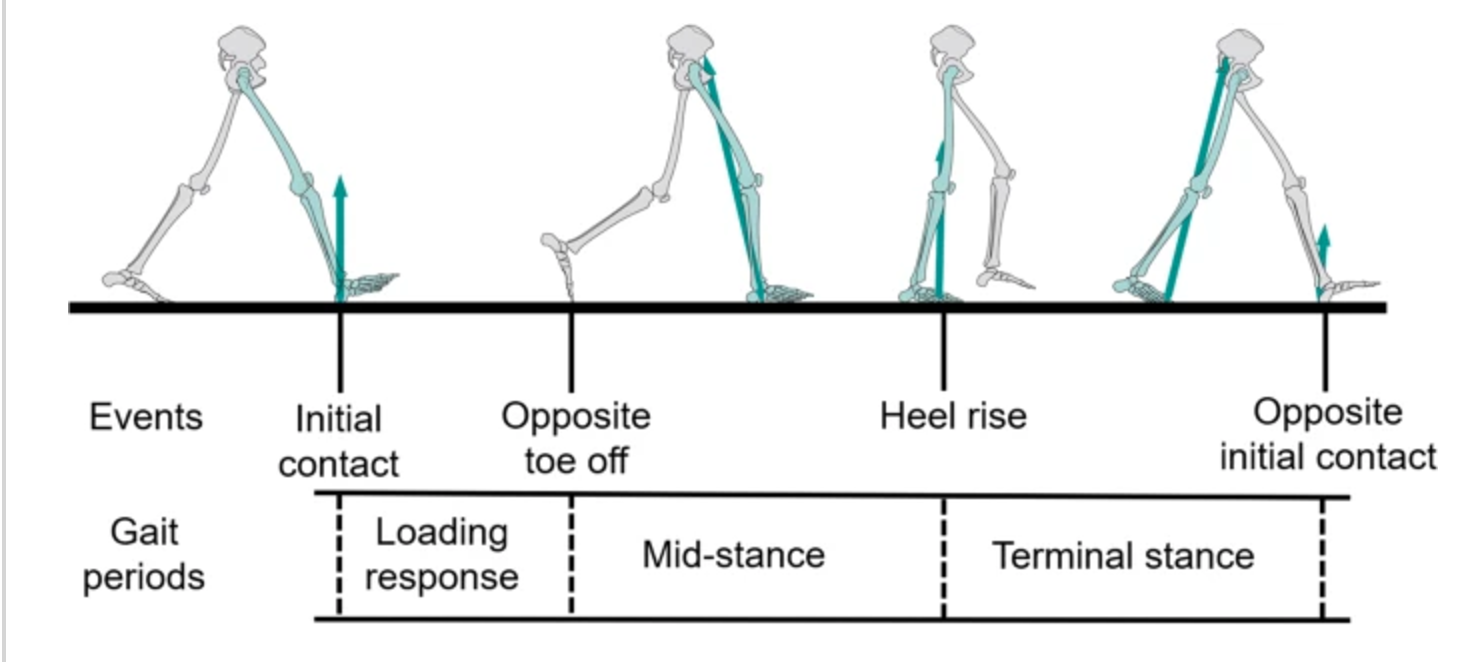 Events
Initial
contact
Opposite
toe off
Heel rise
Opposite
initial contact
Gait
periods
Loading
response
Mid-stance
Terminal stance